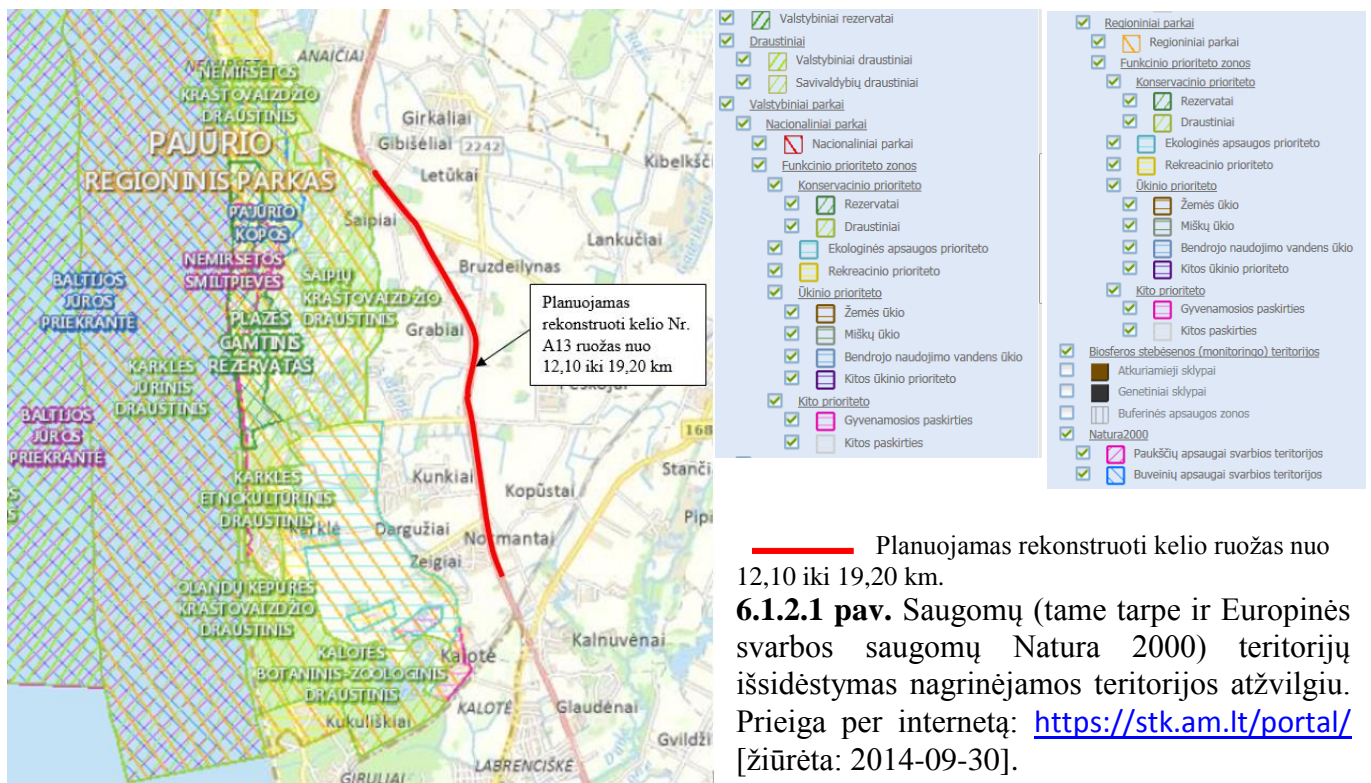 ANAIČIAI
NEMIRSETOS
KRAŠTOVAIZDŽIO
DRAUSTINIS
Girkaliai
Gibišėliai
2242
PAJŪRIO
REGIONINIS PARKAS
Letūkai
Kibelkšč
Šaipiai
PAJŪRIO
KOPOS
Lankučiai
NEMIRSETOS
SMILTPIEVĖS
BALTIJOS
JŪROS
PRIEKRANTĖ
ŠAIPIŲ
KRAŠTOVAIZDŽIO
DRAUSTINIS
Bruzdeilynas
PLAZĖS
GAMTINIS
REZERVATAS
Grabiai
Planuojamas
rekonstruoti kelio Nr.
A13 ruožas nuo
12,10 iki 19,20 km
KARKLĖS
JŪRINIS
DRAUSTINIS
BALTIJOS
JŪROS
PRIEKRANTĖ
168
Stanči
Kunkiai
Kopūstai
KARKLĖS
ETNOKULTŪRINIS
DRAUSTINIS
Karklė
Dargužiai
Normantai
Pipi
Zeigiai
OLANDŲ KEPURĖS
KRAŠTOVAIZDŽIO
DRAUSTINIS
Kalnuvėnai
KALOTĖS
BOTANINIS-ZOOLOGINIS
DRAUSTINIS
Kalotė
KALOTĖ
Glaudėnai
Kukuliškiai
Gvildži
LABRENCIŠKĖ
GIRULIAI
Valstybiniai rezervatai
Draustiniai
Valstybiniai draustiniai
Savivaldybių draustiniai
Valstybiniai parkai
Nacionaliniai parkai
Nacionaliniai parkai
Funkcinio prioriteto zonos
Konservacinio prioriteto
Rezervatai
Draustiniai
Ekologinės apsaugos prioriteto
Rekreacinio prioriteto
Ūkinio prioriteto
Žemės ūkio
Miškų ūkio
Bendrojo naudojimo vandens ūkio
Kitos ūkinio prioriteto
Kito prioriteto
Gyvenamosios paskirties
Kitos paskirties
Regioniniai parkai
Regioniniai parkai
Funkcinio prioriteto zonos
Konservacinio prioriteto
Rezervatai
Draustiniai
Ekologinės apsaugos prioriteto
Rekreacinio prioriteto
Ūkinio prioriteto
Žemės ūkio
Miškų ūkio
Bendrojo naudojimo vandens ūkio
Kitos ūkinio prioriteto
Kito prioriteto
Gyvenamosios paskirties
Kitos paskirties
Biosferos stebėsenos (monitoringo) teritorijos
Atkuriamieji sklypai
Genetiniai sklypai
Buferinės apsaugos zonos
Natura2000
Paukščių apsaugai svarbios teritorijos
Buveinių apsaugai svarbios teritorijos
Planuojamas rekonstruoti kelio ruožas nuo
12,10 iki 19,20 km.
6.1.2.1 pav. Saugomų (tame tarpe ir Europinės
svarbos saugomų Natura 2000) teritorijų
išsidėstymas nagrinėjamos teritorijos atžvilgiu.
Prieiga per internetą: https://stk.am.lt/portal/
[žiūrėta: 2014-09-30].